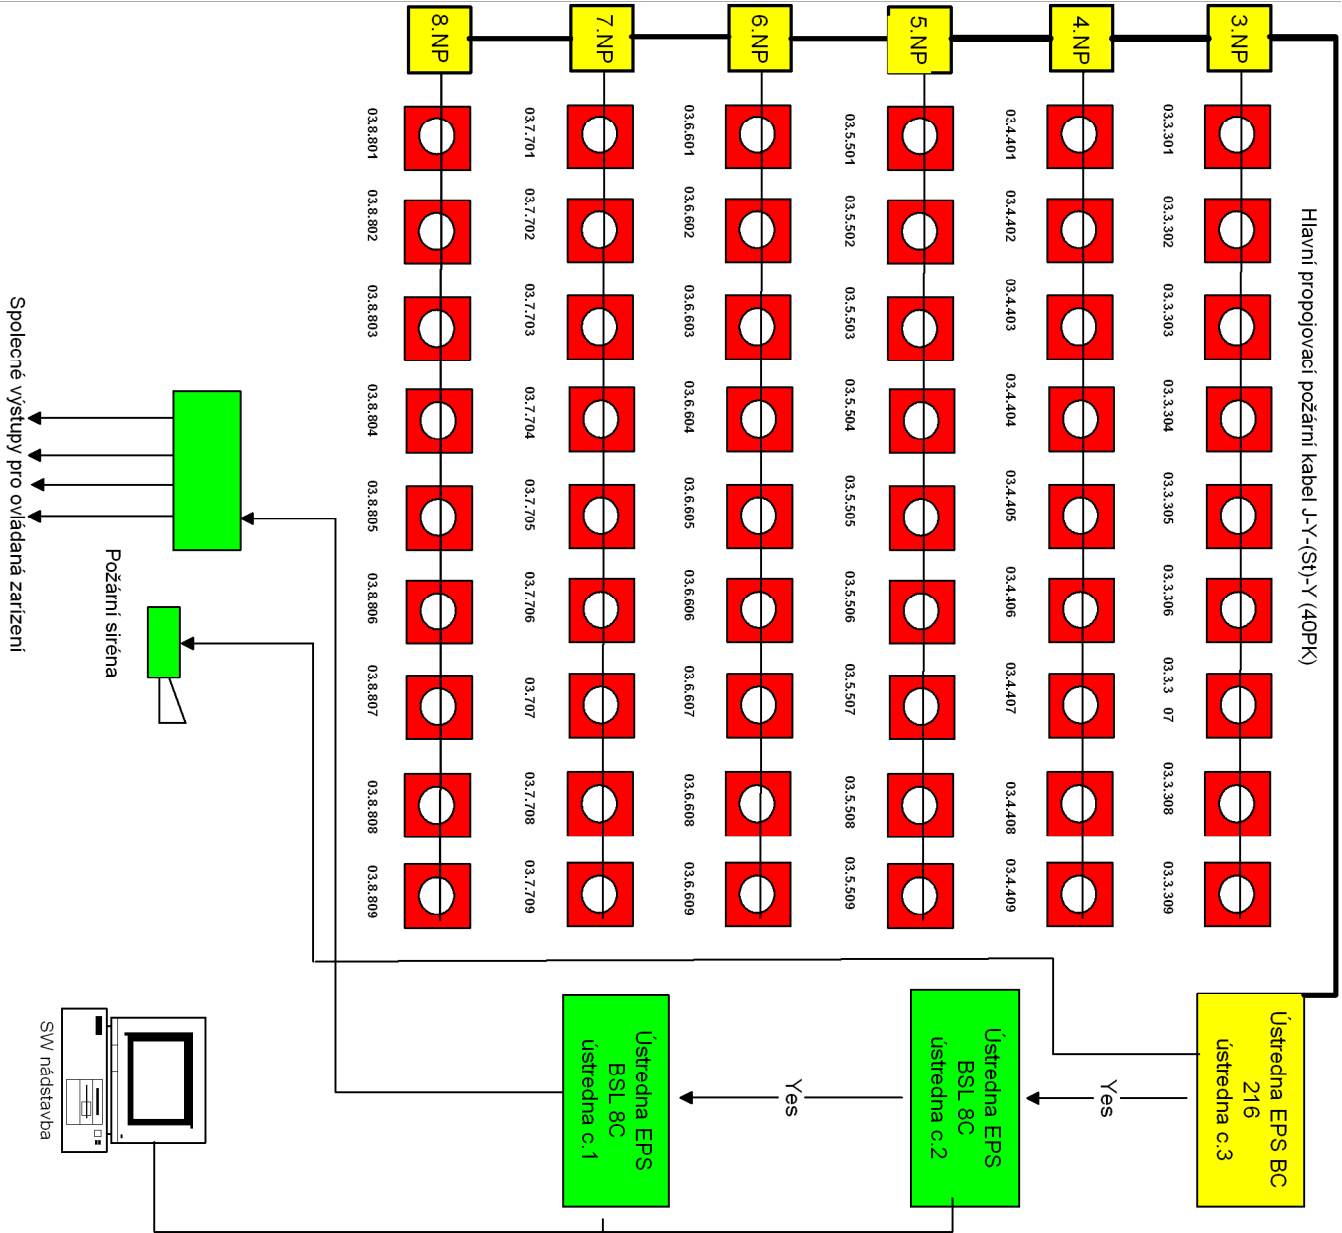 Hlavní propojovací požární kabel J-Y-(St)-Y (40PK)
3.NP
03.3.301
03.3.302
03.3.303
03.3.304
03.3.305
03.3.306
03.3.3 07
03.3.308
03.3.309
Ústredna EPS BC
216
ústredna c.3
4.NP
03.4.401
03.4.402
03.4.403
03.4.404
03.4.405
03.4.406
03.4.407
03.4.408
03.4.409
Yes
5.NP
03.5.501
03.5.502
03.5.503
03.5.504
03.5.505
03.5.506
03.5.507
03.5.508
03.5.509
Ústredna EPS
BSL 8C
ústredna c.2
6.NP
03.6.601
03.6.602
03.6.603
03.6.604
03.6.605
03.6.606
03.6.607
03.6.608
03.6.609
Yes
7.NP
03.7.701
03.7.702
03.7.703
03.7.704
03.7.705
03.7.706
03.707
03.7.708
03.7.709
Ústredna EPS
BSL 8C
ústredna c.1
8.NP
03.8.801
03.8.802
03.8.803
03.8.804
03.8.805
03.8.806
03.8.807
03.8.808
03.8.809
Požární siréna
Spolecné výstupy pro ovládaná zarízení
SW nádstavba